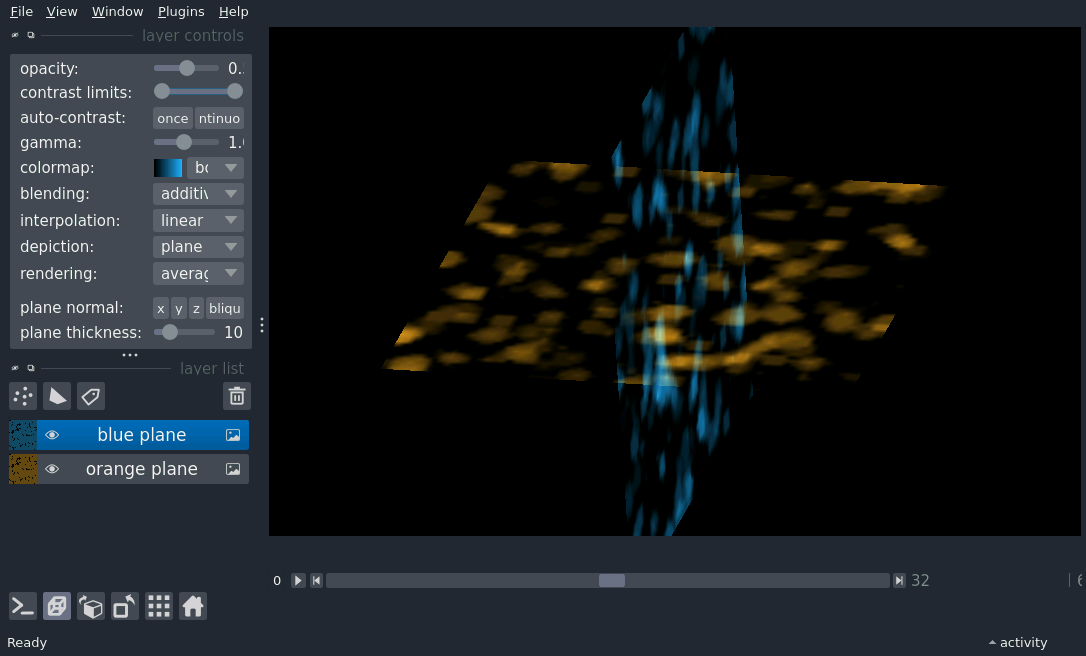 File View Window Plugins Help
layer controls
opacity: 0.
contrast limits:
auto-contrast: once ntinuo
gamma: 1.
colormap: bo
blending: additiv
interpolation: linear
depiction: plane
rendering: averag
plane normal: x y z bliqu
plane thickness: 10
layer list
blue plane
orange plane
0 32
Ready activity